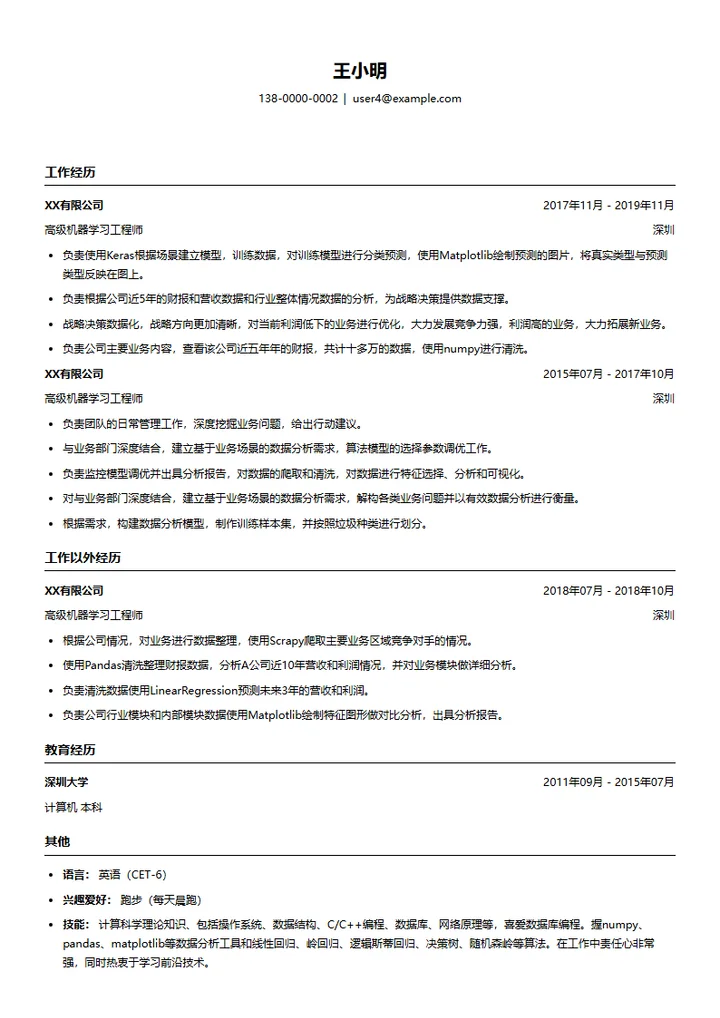 王小明
138-0000-0002 | user4@example.com
工作经历
XX有限公司 2017年11月 - 2019年11月
高级机器学习工程师 深圳
• 负责使用Keras根据场景建立模型，训练数据，对训练模型进行分类预测，使用Matplotlib绘制预测的图片，将真实类型与预测
类型反映在图上。
• 负责根据公司近5年的财报和营收数据和行业整体情况数据的分析，为战略决策提供数据支撑。
• 战略决策数据化，战略方向更加清晰，对当前利润低下的业务进行优化，大力发展竞争力强，利润高的业务，大力拓展新业务。
• 负责公司主要业务内容，查看该公司近五年年的财报，共计十多万的数据，使用numpy进行清洗。
XX有限公司 2015年07月 - 2017年10月
高级机器学习工程师 深圳
• 负责团队的日常管理工作，深度挖掘业务问题，给出行动建议。
• 与业务部门深度结合，建立基于业务场景的数据分析需求，算法模型的选择参数调优工作。
• 负责监控模型调优并出具分析报告，对数据的爬取和清洗，对数据进行特征选择、分析和可视化。
• 对与业务部门深度结合，建立基于业务场景的数据分析需求，解构各类业务问题并以有效数据分析进行衡量。
• 根据需求，构建数据分析模型，制作训练样本集，并按照垃圾种类进行划分。
工作以外经历
XX有限公司 2018年07月 - 2018年10月
高级机器学习工程师 深圳
• 根据公司情况，对业务进行数据整理，使用Scrapy爬取主要业务区域竞争对手的情况。
• 使用Pandas清洗整理财报数据，分析A公司近10年营收和利润情况，并对业务模块做详细分析。
• 负责清洗数据使用LinearRegression预测未来3年的营收和利润。
• 负责公司行业模块和内部模块数据使用Matplotlib绘制特征图形做对比分析，出具分析报告。
教育经历
深圳大学 2011年09月 - 2015年07月
计算机 本科
其他
• 语言： 英语（CET-6）
• 兴趣爱好： 跑步（每天晨跑）
• 技能： 计算科学理论知识、包括操作系统、数据结构、C/C++编程、数据库、网络原理等，喜爱数据库编程。握numpy、
pandas、matplotlib等数据分析工具和线性回归、岭回归、逻辑斯蒂回归、决策树、随机森岭等算法。在工作中责任心非常
强，同时热衷于学习前沿技术。